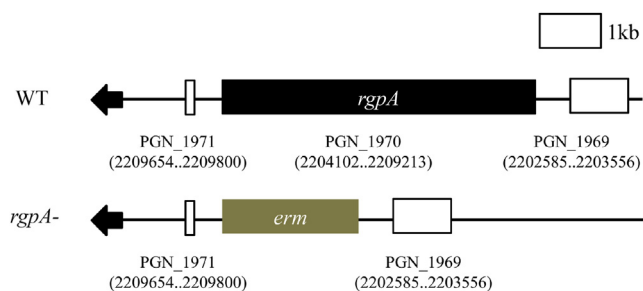 1kb
WT
rgpA
PGN_1971 PGN_1970 PGN_1969
(2209654..2209800) (2204102..2209213) (2202585..2203556)
rgpA-
erm
PGN_1971 PGN_1969
(2209654..2209800) (2202585..2203556)